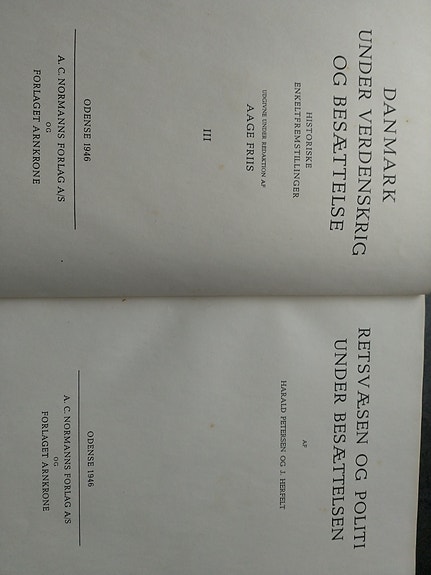 DANMARK
UNDER VERDENSKRIG
OG BESÆTTELSE
HISTORISKE
ENKELTFREMSTILLINGER
UDGIVNE UNDER REDAKTION AF
AAGE FRIIS
III
ODENSE 1946
A. C. NORMANNS FORLAG A/S
OG
FORLAGET ARNKRONE
RETSVÆSEN OG POLITI
UNDER BESÆTTELSEN
AF
HARALD PETERSEN OG J. HERFELT
ODENSE 1946
A. C. NORMANNS FORLAG A/S
OG
FORLAGET ARNKRONE